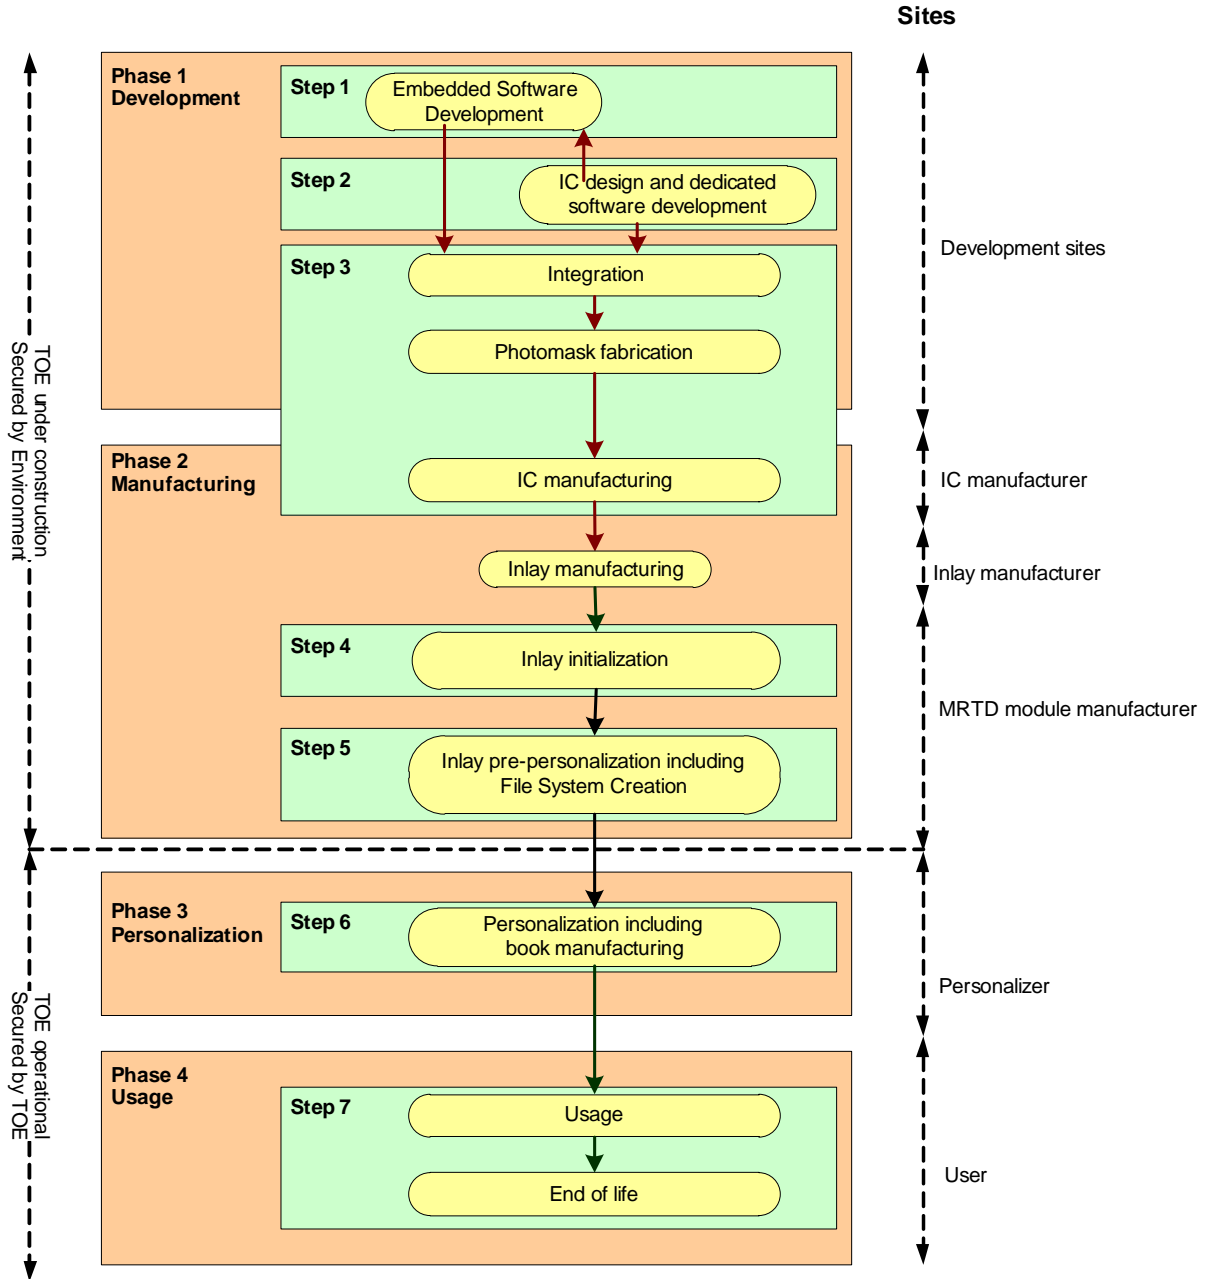 Sites
Phase 1
Development
Step 1
Embedded Software
Development
Step 2
IC design and dedicated
software development
Step 3
Integration
Development sites
Photomask fabrication
TOE under construction
Secured by Environment
Phase 2
Manufacturing
IC manufacturing
IC manufacturer
Inlay manufacturing
Inlay manufacturer
Step 4
Inlay initialization
MRTD module manufacturer
Step 5
Inlay pre-personalization including
File System Creation
Phase 3
Personalization
Step 6
Personalization including
book manufacturing
Personalizer
TOE operational
Secured by TOE
Phase 4
Usage
Step 7
Usage
User
End of life